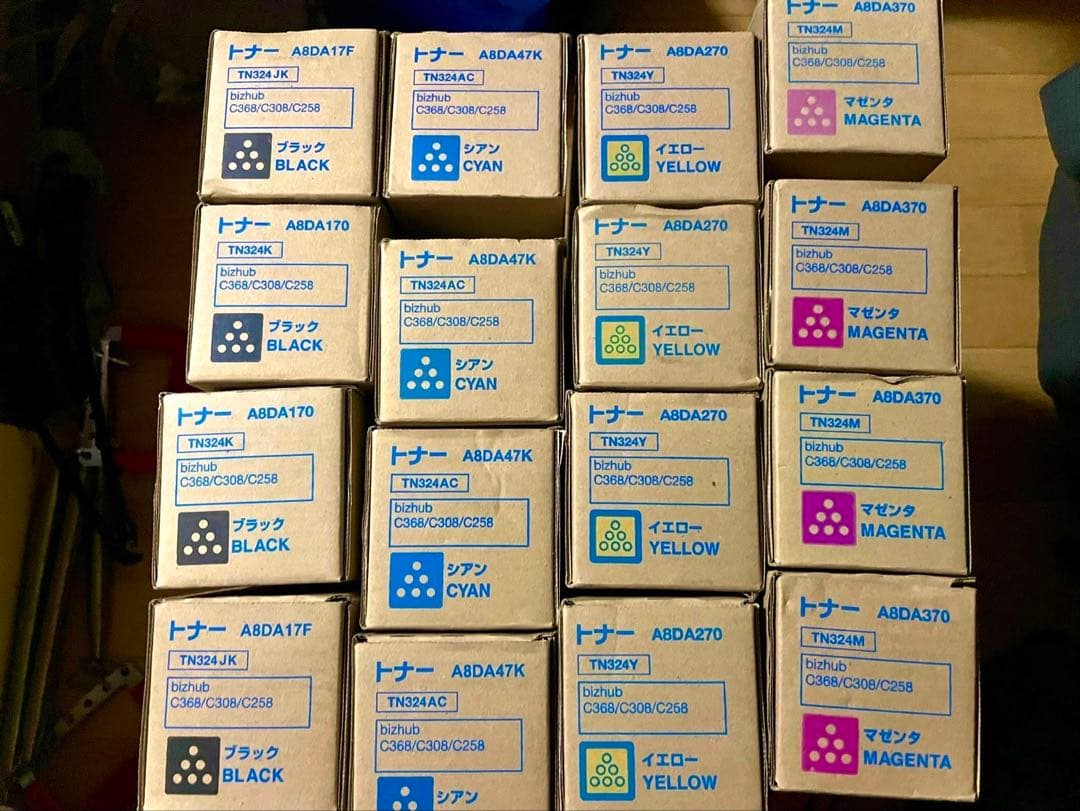 トナー A8DA17F
TN324JK
bizhub
C368/C308/C258
ブラック
BLACK
トナー A8DA47K
TN324AC
bizhub
C368/C308/C258
シアン
CYAN
トナー A8DA270
TN324Y
bizhub
C368/C308/C258
イエロー
YELLOW
トナー A8DA370
TN324M
bizhub
C368/C308/C258
マゼンタ
MAGENTA
トナー A8DA170
TN324K
bizhub
C368/C308/C258
ブラック
BLACK
トナー A8DA47K
TN324AC
bizhub
C368/C308/C258
シアン
CYAN
トナー A8DA270
TN324Y
bizhub
C368/C308/C258
イエロー
YELLOW
トナー A8DA370
TN324M
bizhub
C368/C308/C258
マゼンタ
MAGENTA
トナー A8DA170
TN324K
bizhub
C368/C308/C258
ブラック
BLACK
トナー A8DA47K
TN324AC
bizhub
C368/C308/C258
シアン
CYAN
トナー A8DA270
TN324Y
bizhub
C368/C308/C258
イエロー
YELLOW
トナー A8DA370
TN324M
bizhub
C368/C308/C258
マゼンタ
MAGENTA
トナー A8DA17F
TN324JK
bizhub
C368/C308/C258
ブラック
BLACK
トナー A8DA47K
TN324AC
bizhub
C368/C308/C258
シアン
トナー A8DA270
TN324Y
bizhub
C368/C308/C258
イエロー
YELLOW
トナー A8DA370
TN324M
bizhub
C368/C308/C258
マゼンタ
MAGENTA